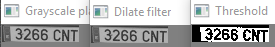 Grayscale pl
Dilate filter
Threshold
3266 CNT
3266 CNT
3266 CNT